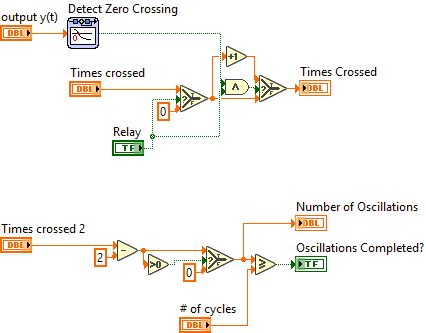 Detect Zero Crossing
output y(t)
DBL
+1
Times crossed
DBL
?
T
F
0
∧
?
T
F
Times Crossed
DBL
Relay
TF
Times crossed 2
DBL
-
2
>0
?
T
F
0
≥
Number of Oscillations
DBL
Oscillations Completed?
TF
# of cycles
DBL